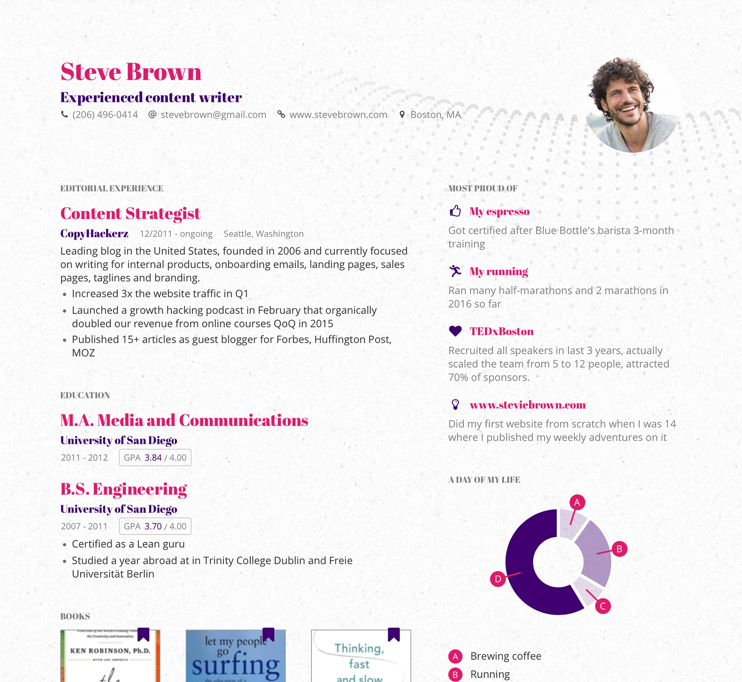 Steve Brown
Experienced content writer
(206) 496-0414 @ stevebrown@gmail.com www.stevebrown.com Boston, MA
EDITORIAL EXPERIENCE
Content Strategist
CopyHackerz 12/2011 - ongoing Seattle, Washington
Leading blog in the United States, founded in 2006 and currently focused
on writing for internal products, onboarding emails, landing pages, sales
pages, taglines and branding.
• Increased 3x the website traffic in Q1
• Launched a growth hacking podcast in February that organically
doubled our revenue from online courses QoQ in 2015
• Published 15+ articles as guest blogger for Forbes, Huffington Post,
MOZ
EDUCATION
M.A. Media and Communications
University of San Diego
2011 - 2012 GPA 3.84 / 4.00
B.S. Engineering
University of San Diego
2007 - 2011 GPA 3.70 / 4.00
• Certified as a Lean guru
• Studied a year abroad at in Trinity College Dublin and Freie
Universität Berlin
BOOKS
KEN ROBINSON, Ph.D.
WITH LOU ARONICA
the
let my people
go
surfing
Thinking,
fast
and slow
MOST PROUD OF
My espresso
Got certified after Blue Bottle's barista 3-month
training
My running
Ran many half-marathons and 2 marathons in
2016 so far
TEDxBoston
Recruited all speakers in last 3 years, actually
scaled the team from 5 to 12 people, attracted
70% of sponsors.
www.steviebrown.com
Did my first website from scratch when I was 14
where I published my weekly adventures on it
A DAY OF MY LIFE
A
B
C
D
A Brewing coffee
B Running